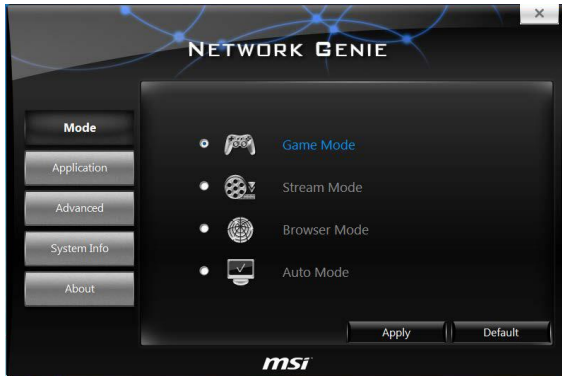 NETWORK GENIE
Mode
Application
Advanced
System Info
About
Game Mode
Stream Mode
Browser Mode
Auto Mode
Apply
Default
msi